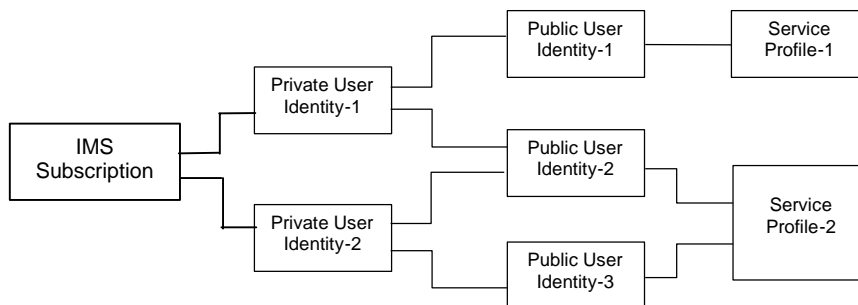 IMS
Subscription
Private User
Identity-1
Private User
Identity-2
Public User
Identity-1
Public User
Identity-2
Public User
Identity-3
Service
Profile-1
Service
Profile-2